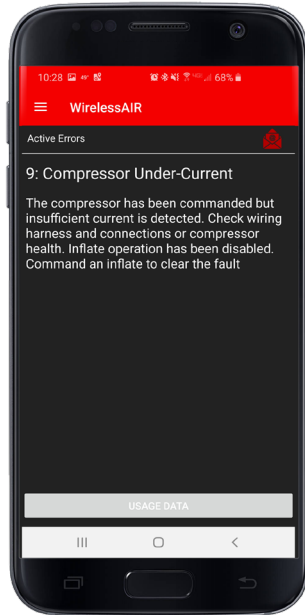 10:28 49° 68%
WirelessAIR
Active Errors
9: Compressor Under-Current
The compressor has been commanded but
insufficient current is detected. Check wiring
harness and connections or compressor
health. Inflate operation has been disabled.
Command an inflate to clear the fault
USAGE DATA